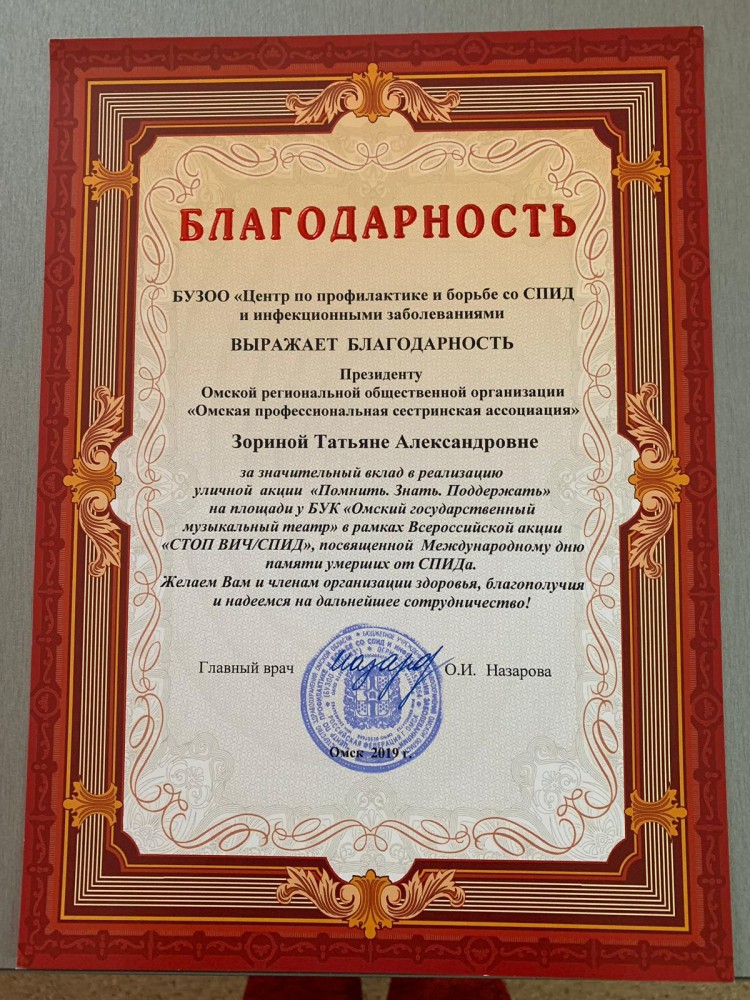 БЛАГОДАРНОСТЬ
БУЗОО «Центр по профилактике и борьбе со СПИД
и инфекционными заболеваниями
ВЫРАЖАЕТ БЛАГОДАРНОСТЬ
Президенту
Омской региональной общественной организации
«Омская профессиональная сестринская ассоциация»
Зориной Татьяне Александровне
за значительный вклад в реализацию
уличной акции «Помнить. Знать. Поддержать»
на площади у БУК «Омский государственный
музыкальный театр» в рамках Всероссийской акции
«СТОП ВИЧ/СПИД», посвященной Международному дню
памяти умерших от СПИДа.
Желаем Вам и членам организации здоровья, благополучия
и надеемся на дальнейшее сотрудничество!
Главный врач О.И. Назарова
Омск 2019 г.